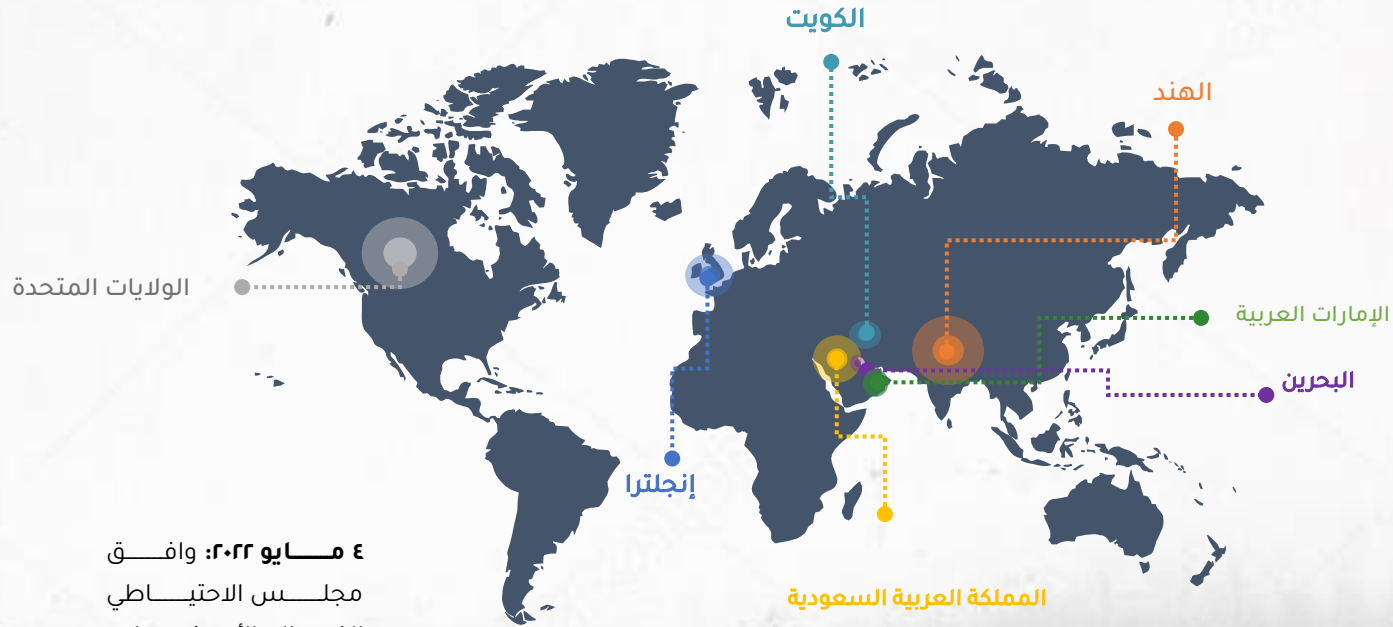 الكويت
الهند
الولايات المتحدة
الإمارات العربية
البحرين
إنجلترا
٤ مـــايو ٢٠٢٢: وافـــق
مجلـــس الاحتيـــاطي
المملكة العربية السعودية